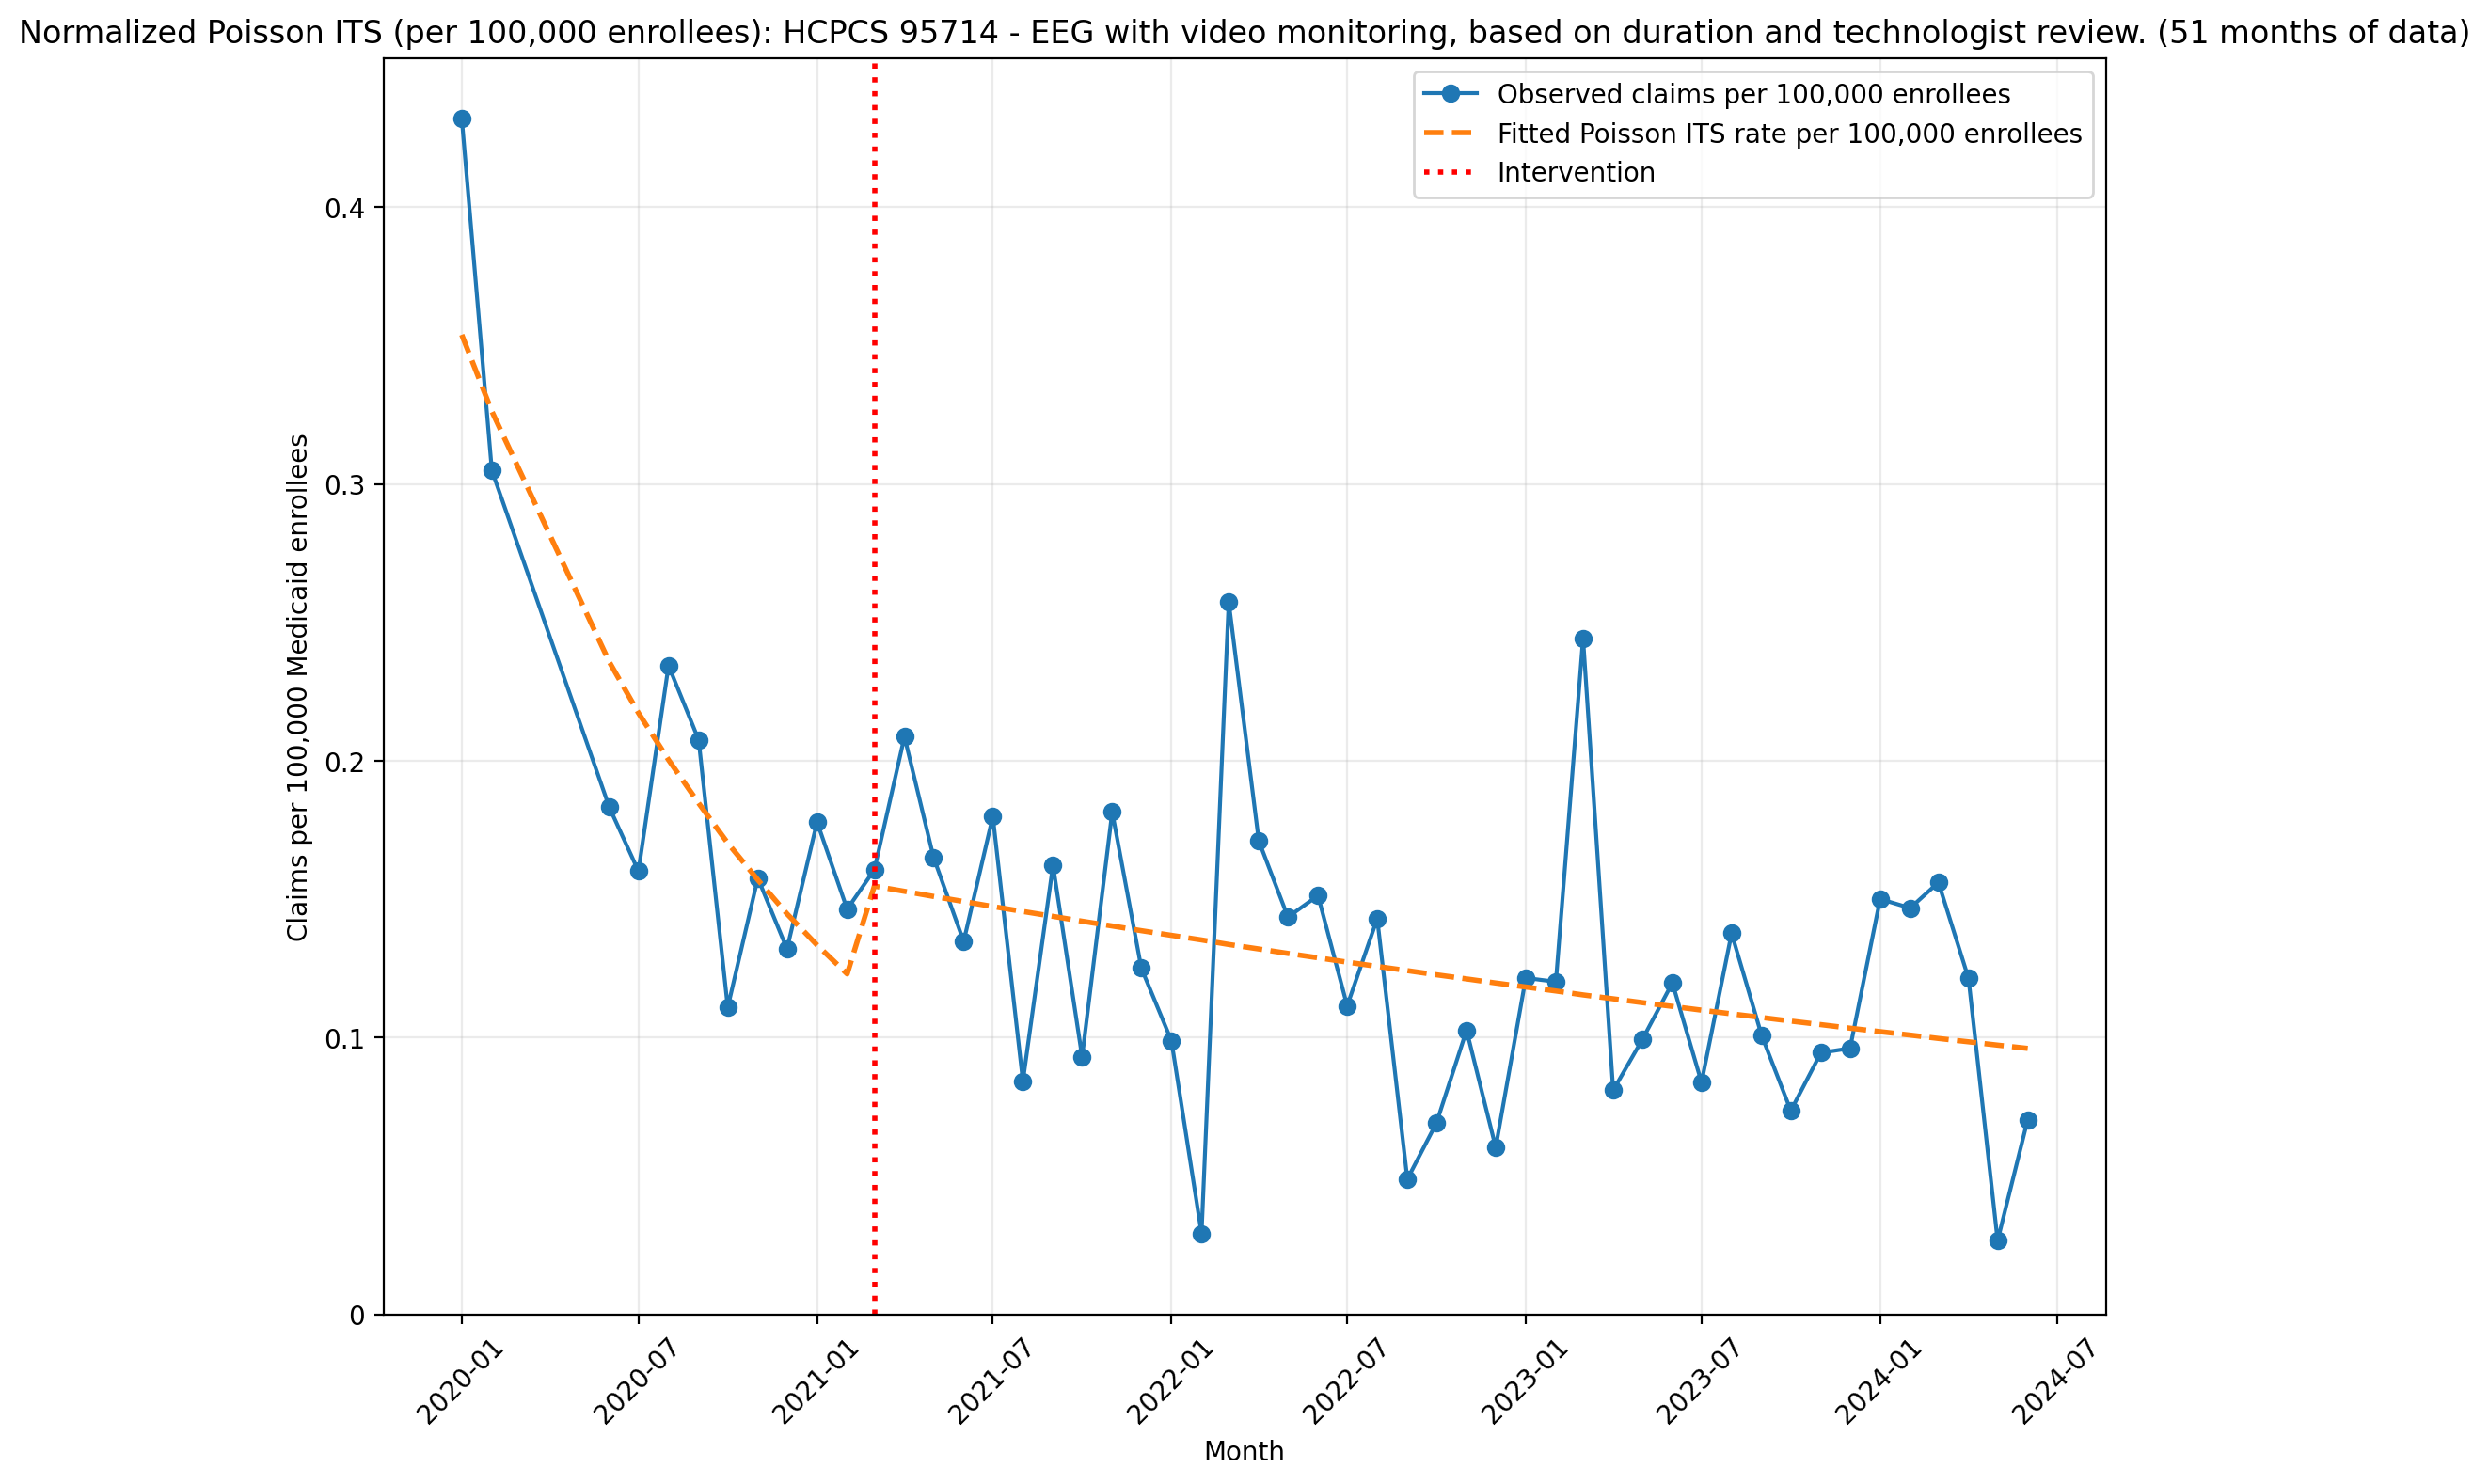 Normalized Poisson ITS (per 100,000 enrollees): HCPCS 95714 - EEG with video monitoring, based on duration and technologist review. (51 months of data)
Observed claims per 100,000 enrollees
Fitted Poisson ITS rate per 100,000 enrollees
Intervention
Claims per 100,000 Medicaid enrollees
0.4
0.3
0.2
0.1
0
2020-01
2020-07
2021-01
2021-07
2022-01
2022-07
2023-01
2023-07
2024-01
2024-07
Month